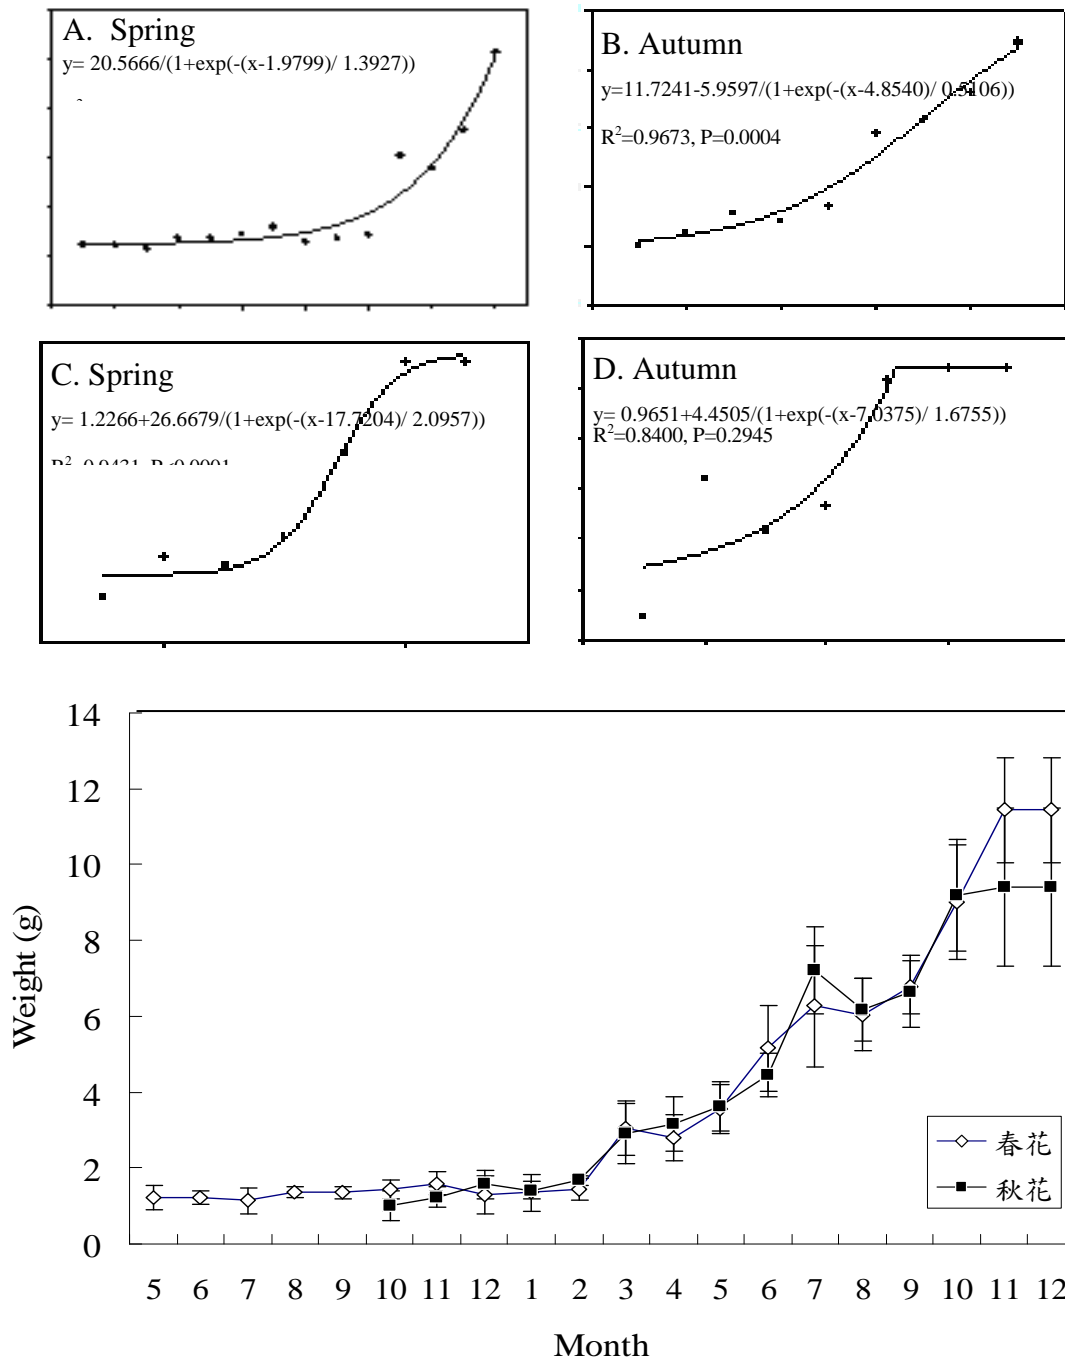 A. Spring
y= 20.5666/(1+exp(-(x-1.9799)/ 1.3927))
B. Autumn
y=11.7241-5.9597/(1+exp(-(x-4.8540)/ 0.5106))
R²=0.9673, P=0.0004
C. Spring
y= 1.2266+26.6679/(1+exp(-(x-17.7204)/ 2.0957))
D. Autumn
y= 0.9651+4.4505/(1+exp(-(x-7.0375)/ 1.6755))
R²=0.8400, P=0.2945
14
12
10
8
6
4
2
0
Weight (g)
春花
秋花
5 6 7 8 9 10 11 12 1 2 3 4 5 6 7 8 9 10 11 12
Month